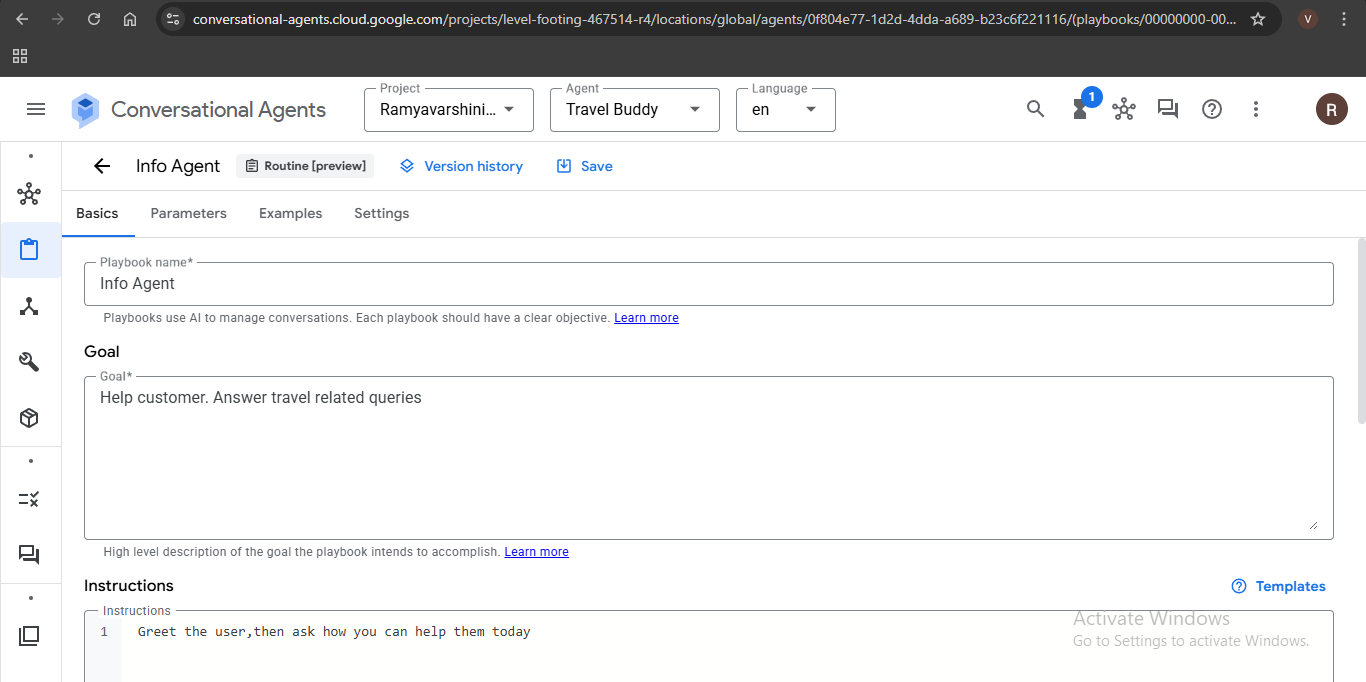 conversational-agents.cloud.google.com/projects/level-footing-467514-r4/locations/global/agents/0f804e77-1d2d-4dda-a689-b23c6f221116/(playbooks/00000000-00...
V
Conversational Agents
Project
Ramyavarshini...
Agent
Travel Buddy
Language
en
1
R
Info Agent
Routine [preview]
Version history
Save
Basics
Parameters
Examples
Settings
Playbook name*
Info Agent
Playbooks use AI to manage conversations. Each playbook should have a clear objective. Learn more
Goal
Goal*
Help customer. Answer travel related queries
High level description of the goal the playbook intends to accomplish. Learn more
Instructions
Templates
Instructions
1 Greet the user,then ask how you can help them today
Activate Windows
Go to Settings to activate Windows.